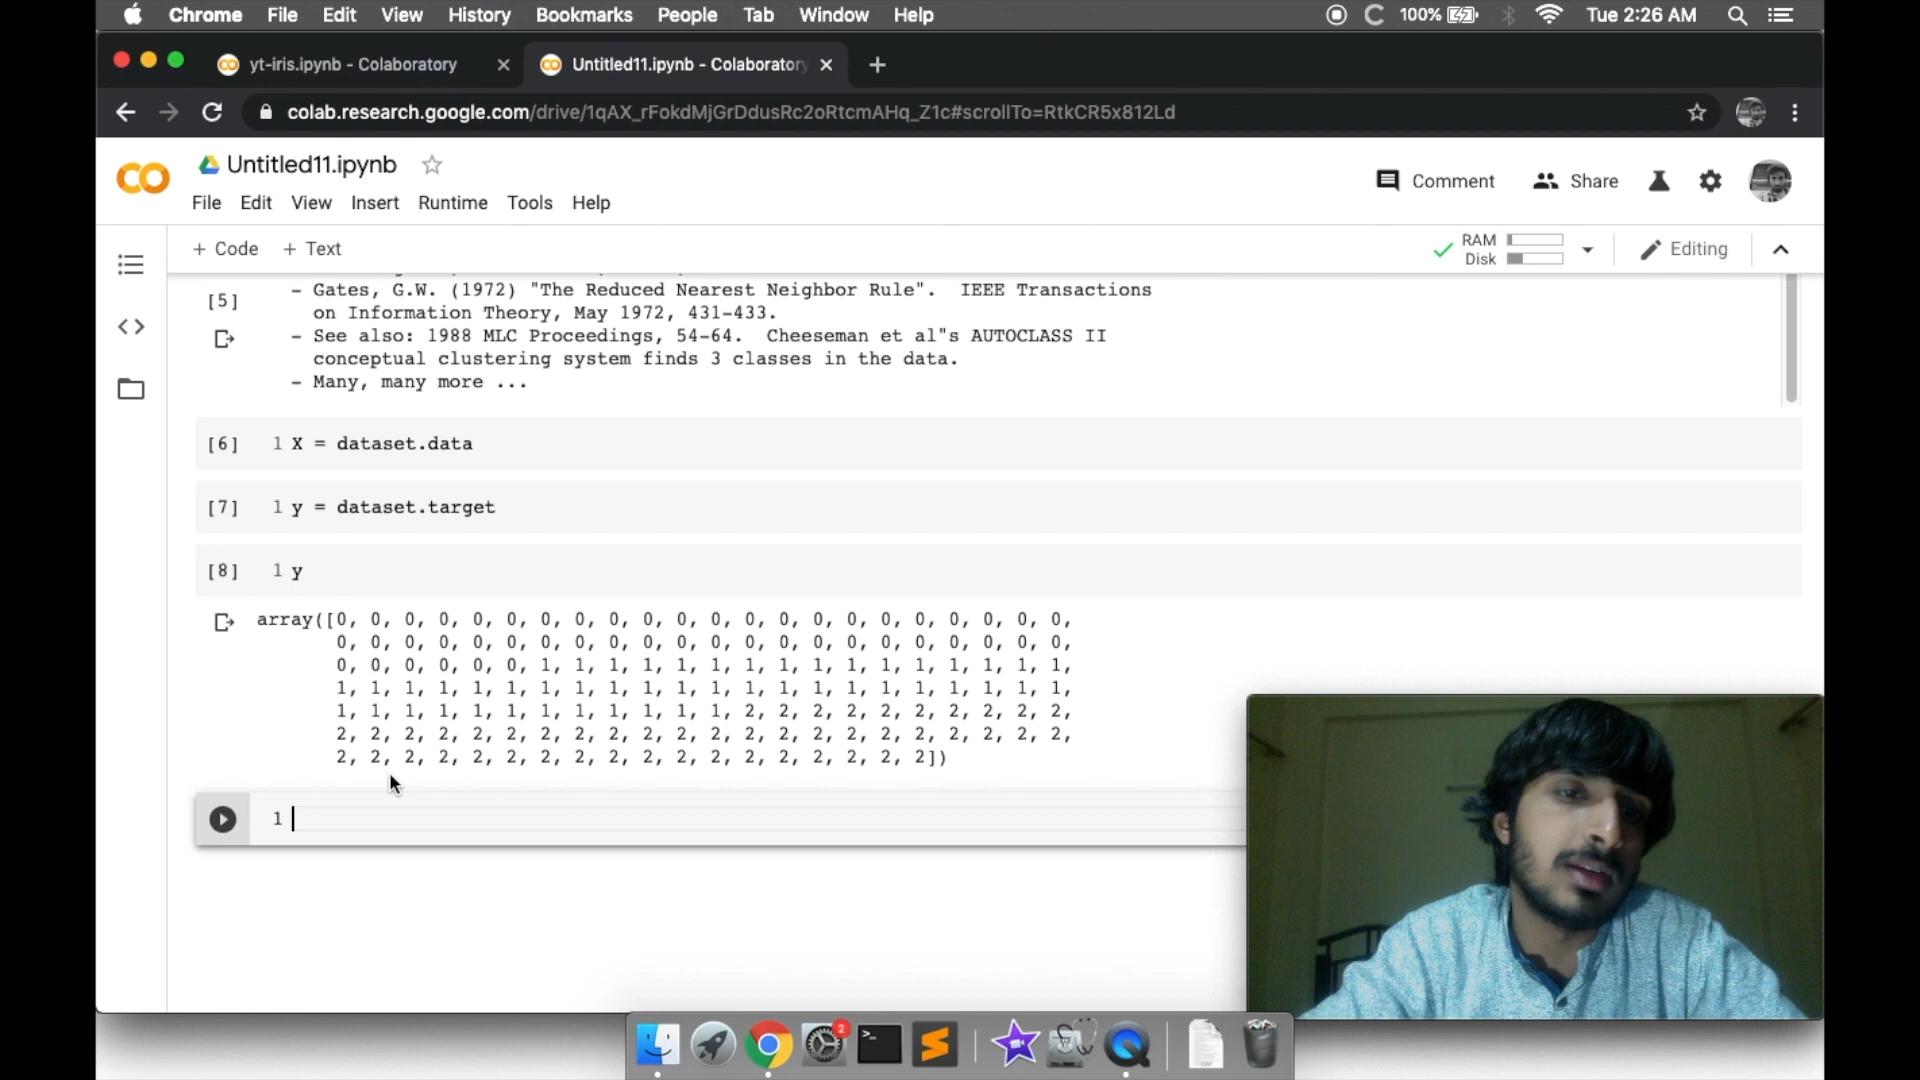 Chrome File Edit View History Bookmarks People Tab Window Help 100% Tue 2:26 AM
yt-iris.ipynb - Colaboratory Untitled11.ipynb - Colaboratory
colab.research.google.com/drive/1qAX_rFokdMjGrDdusRc2oRtcmAHq_Z1c#scrollTo=RtkCR5x812Ld
Untitled11.ipynb
Comment Share
File Edit View Insert Runtime Tools Help
+ Code + Text RAM Disk Editing
[5] - Gates, G.W. (1972) "The Reduced Nearest Neighbor Rule". IEEE Transactions
on Information Theory, May 1972, 431-433.
- See also: 1988 MLC Proceedings, 54-64. Cheeseman et al"s AUTOCLASS II
conceptual clustering system finds 3 classes in the data.
- Many, many more ...
[6] 1 X = dataset.data
[7] 1 y = dataset.target
[8] 1 y
array([0, 0, 0, 0, 0, 0, 0, 0, 0, 0, 0, 0, 0, 0, 0, 0, 0, 0, 0, 0, 0, 0,
0, 0, 0, 0, 0, 0, 0, 0, 0, 0, 0, 0, 0, 0, 0, 0, 0, 0, 0, 0, 0, 0,
0, 0, 0, 0, 0, 0, 1, 1, 1, 1, 1, 1, 1, 1, 1, 1, 1, 1, 1, 1, 1, 1,
1, 1, 1, 1, 1, 1, 1, 1, 1, 1, 1, 1, 1, 1, 1, 1, 1, 1, 1, 1, 1, 1,
1, 1, 1, 1, 1, 1, 1, 1, 1, 1, 1, 1, 2, 2, 2, 2, 2, 2, 2, 2, 2, 2,
2, 2, 2, 2, 2, 2, 2, 2, 2, 2, 2, 2, 2, 2, 2, 2, 2, 2, 2, 2, 2, 2,
2, 2, 2, 2, 2, 2, 2, 2, 2, 2, 2, 2, 2, 2, 2, 2, 2, 2])
1
2